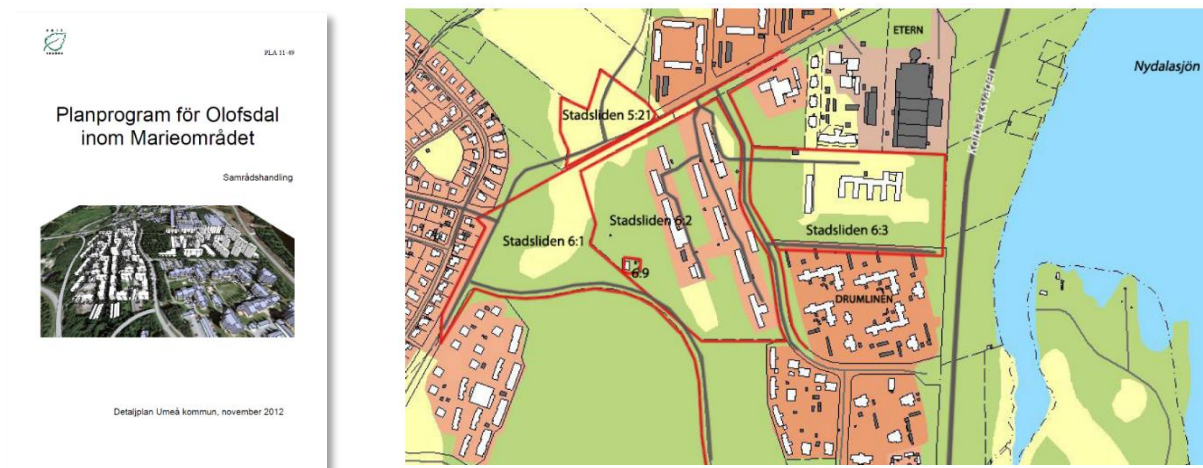 PLA 11-49
Planprogram för Olofsdal
inom Marieområdet
Samrådshandling
Detaljplan Umeå kommun, november 2012
ETERN
Nydalasjön
Kolbäcksvägen
Stadsliden 5:21
Stadsliden 6:2
Stadsliden 6:1
Stadsliden 6:3
6:9
DRUMLINEN